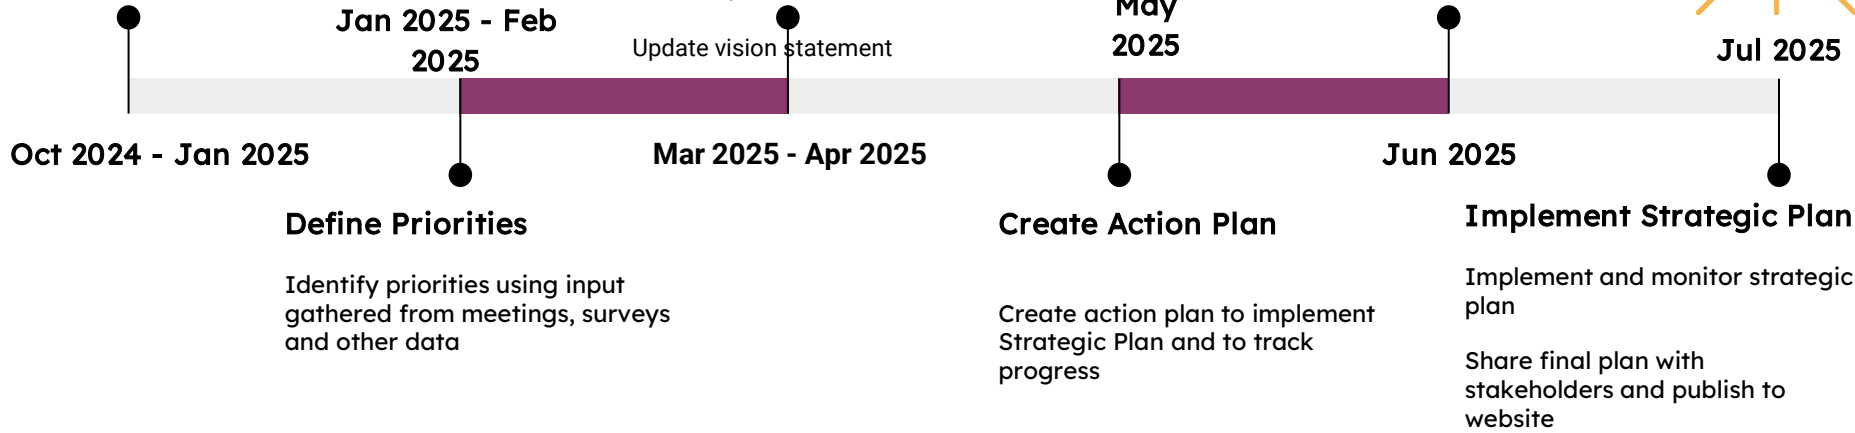 Jan 2025 - Feb
2025
Update vision statement
May
2025
Jul 2025
Oct 2024 - Jan 2025
Mar 2025 - Apr 2025
Jun 2025
Define Priorities
Identify priorities using input
gathered from meetings, surveys
and other data
Create Action Plan
Create action plan to implement
Strategic Plan and to track
progress
Implement Strategic Plan
Implement and monitor strategic
plan
Share final plan with
stakeholders and publish to
website